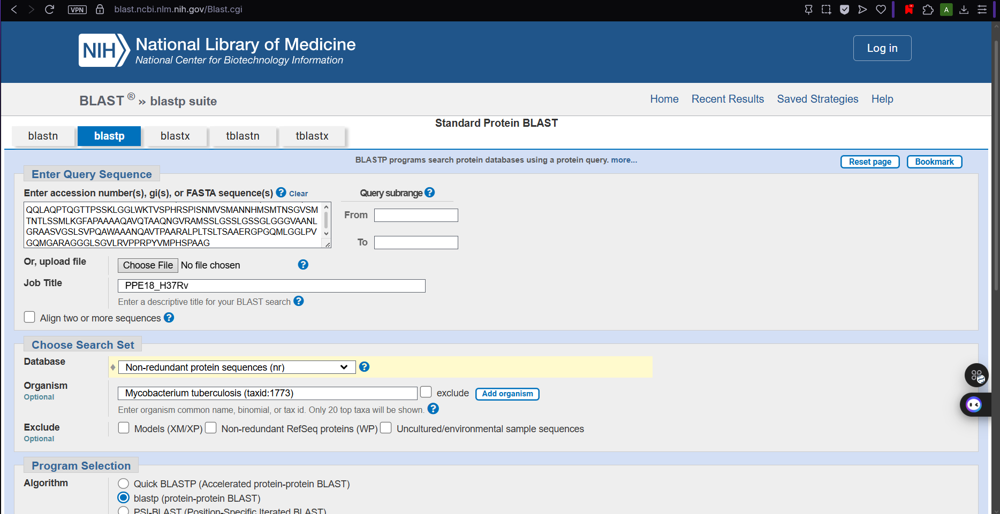 VPN
blast.ncbi.nlm.nih.gov/Blast.cgi
A
NIH
National Library of Medicine
National Center for Biotechnology Information
Log in
BLAST ® » blastp suite
Home
Recent Results
Saved Strategies
Help
Standard Protein BLAST
blastn
blastp
blastx
tblastn
tblastx
BLASTP programs search protein databases using a protein query. more...
Reset page
Bookmark
Enter Query Sequence
Enter accession number(s), gi(s), or FASTA sequence(s) ? Clear
Query subrange ?
QQLAQPTQGTTPSSKLGGLWKTVSPHRSPISNMVSMANNHMSMTNSGVSM
TNTLSSMLKGFAPAAAAQAVQTAAQNGVRAMSSLGSSLGSSGLGGGVAANL
GRAASVGSLSVPQAWAAANQAVTPAARALPLTSLTSAAERGPGQMLGGLPV
GQMGARAGGGLSGVLRVPPRPYVMPHSPAAG
From
To
Or, upload file
Choose File No file chosen ?
Job Title
PPE18_H37Rv
Enter a descriptive title for your BLAST search ?
Align two or more sequences ?
Choose Search Set
Database
Non-redundant protein sequences (nr) ?
Organism
Optional
Mycobacterium tuberculosis (taxid:1773)
exclude
Add organism
Enter organism common name, binomial, or tax id. Only 20 top taxa will be shown. ?
Exclude
Optional
Models (XM/XP) Non-redundant RefSeq proteins (WP) Uncultured/environmental sample sequences
Program Selection
Algorithm
Quick BLASTP (Accelerated protein-protein BLAST)
blastp (protein-protein BLAST)
PSI-BLAST (Position-Specific Iterated BLAST)